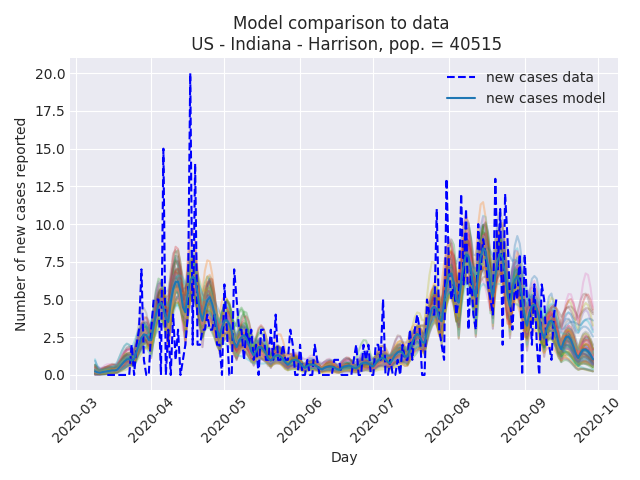 Model comparison to data
US - Indiana - Harrison, pop. = 40515
new cases data
new cases model
Number of new cases reported
20.0
17.5
15.0
12.5
10.0
7.5
5.0
2.5
0.0
2020-03
2020-04
2020-05
2020-06
2020-07
2020-08
2020-09
2020-10
Day